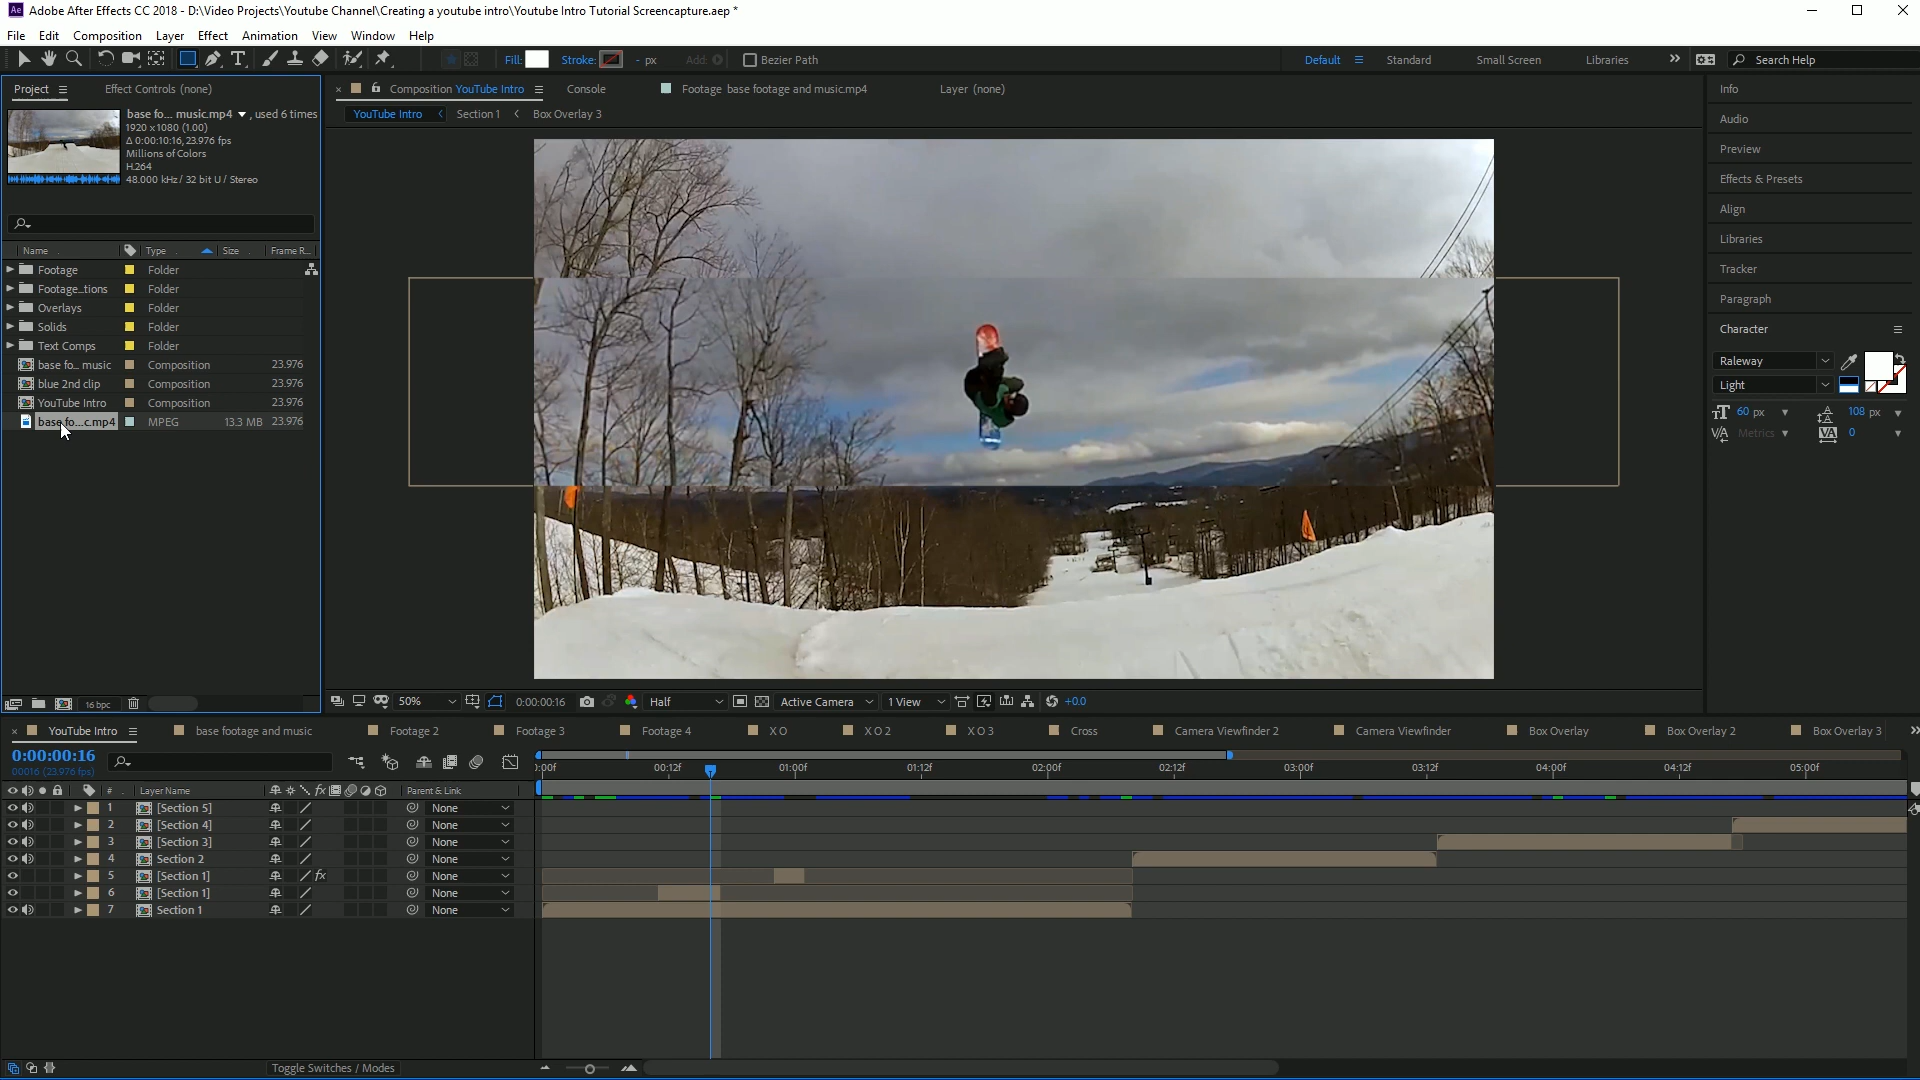 Adobe After Effects CC 2018 - D:\Video Projects\Youtube Channel\Creating a youtube intro\Youtube Intro Tutorial Screencapture.aep *
File Edit Composition Layer Effect Animation View Window Help
Fill: Stroke: - px Add: Bezier Path Default Standard Small Screen Libraries Search Help
Project Effect Controls (none) Composition YouTube Intro Console Footage base footage and music.mp4 Layer (none)
YouTube Intro Section 1 Box Overlay 3
base fo... music.mp4 , used 6 times
1920 x 1080 (1.00)
Δ 0:00:10:16, 23.976 fps
Millions of Colors
H.264
48.000 kHz / 32 bit U / Stereo
Name Type Size Frame R...
Footage Folder
Footage...tions Folder
Overlays Folder
Solids Folder
Text Comps Folder
base fo... music Composition 23.976
blue 2nd clip Composition 23.976
YouTube Intro Composition 23.976
base fo...c.mp4 MPEG 13.3 MB 23.976
16 bpc
50% 0:00:00:16 Half Active Camera 1 View +0.0
Info
Audio
Preview
Effects & Presets
Align
Libraries
Tracker
Paragraph
Character
Raleway
Light
60 px 108 px
Metrics 0
YouTube Intro base footage and music Footage 2 Footage 3 Footage 4 X O X O 2 X O 3 Cross Camera Viewfinder 2 Camera Viewfinder Box Overlay Box Overlay 2 Box Overlay 3
0:00:00:16
00016 (23.976 fps)
):00f 00:12f 01:00f 01:12f 02:00f 02:12f 03:00f 03:12f 04:00f 04:12f 05:00f
# Layer Name Parent & Link
1 [Section 5] None
2 [Section 4] None
3 [Section 3] None
4 Section 2 None
5 [Section 1] fx None
6 [Section 1] None
7 Section 1 None
Toggle Switches / Modes